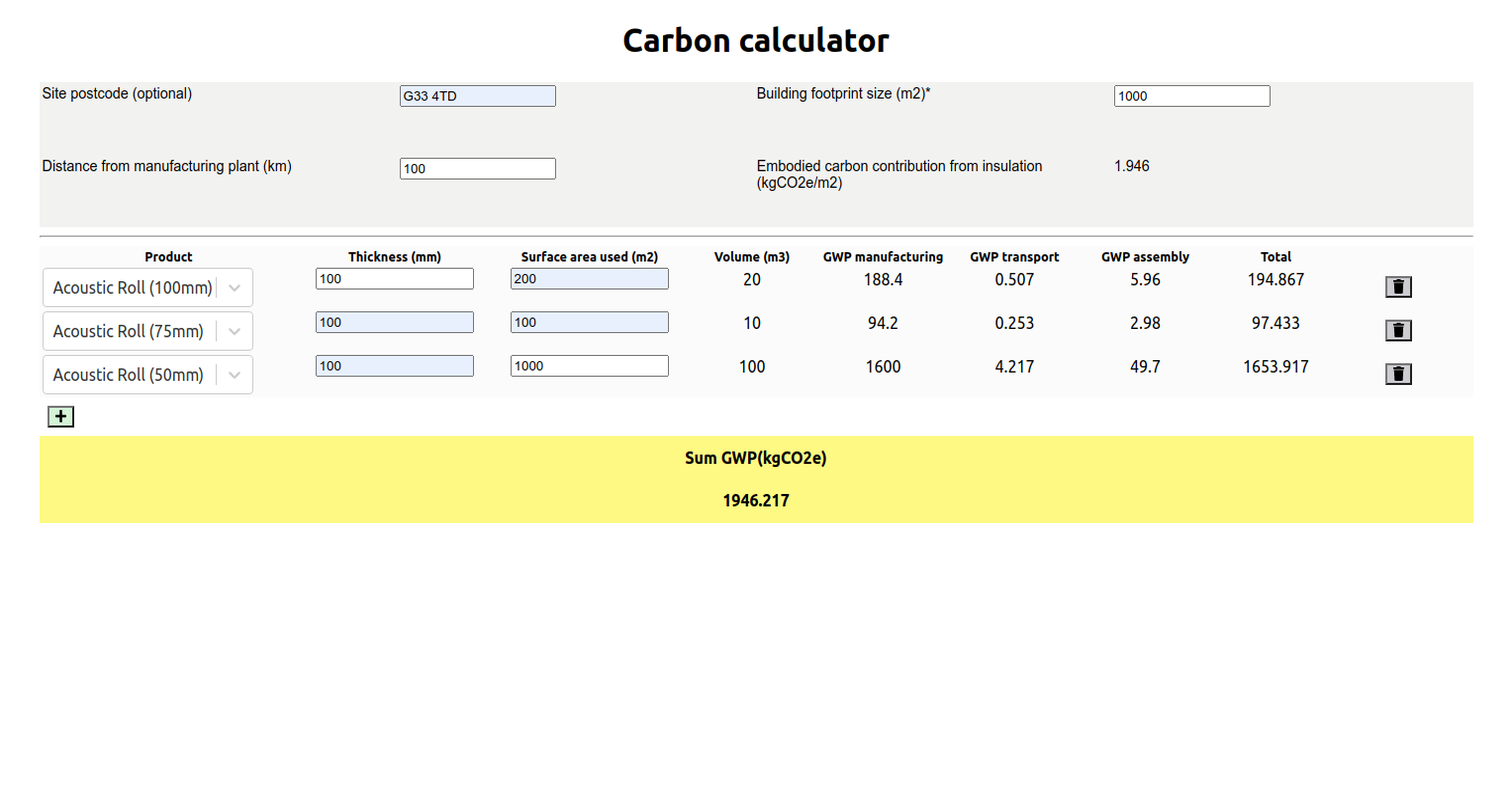 Carbon calculator
Site postcode (optional) G33 4TD Building footprint size (m2)* 1000
Distance from manufacturing plant (km) 100 Embodied carbon contribution from insulation (kgCO2e/m2) 1.946
Product Thickness (mm) Surface area used (m2) Volume (m3) GWP manufacturing GWP transport GWP assembly Total
Acoustic Roll (100mm) 100 200 20 188.4 0.507 5.96 194.867
Acoustic Roll (75mm) 100 100 10 94.2 0.253 2.98 97.433
Acoustic Roll (50mm) 100 1000 100 1600 4.217 49.7 1653.917
+
Sum GWP(kgCO2e)
1946.217